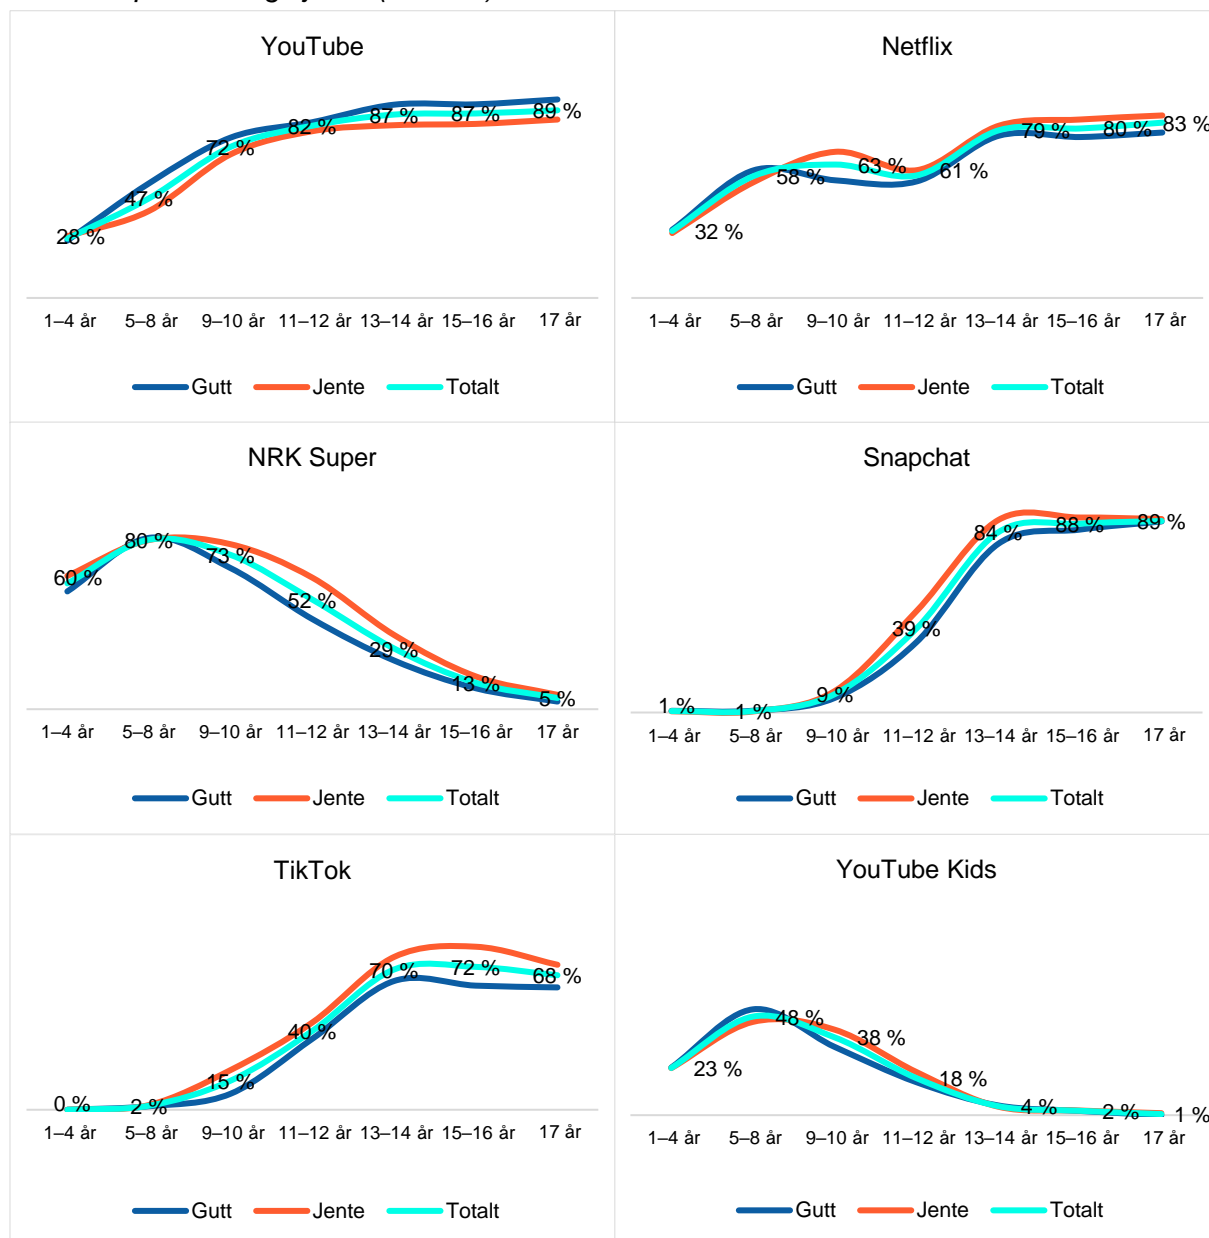 YouTube
28 %
47 %
72 %
82 %
87 %
87 %
89 %
1–4 år
5–8 år
9–10 år
11–12 år
13–14 år
15–16 år
17 år
Gutt
Jente
Totalt
Netflix
32 %
58 %
63 %
61 %
79 %
80 %
83 %
1–4 år
5–8 år
9–10 år
11–12 år
13–14 år
15–16 år
17 år
Gutt
Jente
Totalt
NRK Super
60 %
80 %
73 %
52 %
29 %
13 %
5 %
1–4 år
5–8 år
9–10 år
11–12 år
13–14 år
15–16 år
17 år
Gutt
Jente
Totalt
Snapchat
1 %
1 %
9 %
39 %
84 %
88 %
89 %
1–4 år
5–8 år
9–10 år
11–12 år
13–14 år
15–16 år
17 år
Gutt
Jente
Totalt
TikTok
0 %
2 %
15 %
40 %
70 %
72 %
68 %
1–4 år
5–8 år
9–10 år
11–12 år
13–14 år
15–16 år
17 år
Gutt
Jente
Totalt
YouTube Kids
23 %
48 %
38 %
18 %
4 %
2 %
1 %
1–4 år
5–8 år
9–10 år
11–12 år
13–14 år
15–16 år
17 år
Gutt
Jente
Totalt